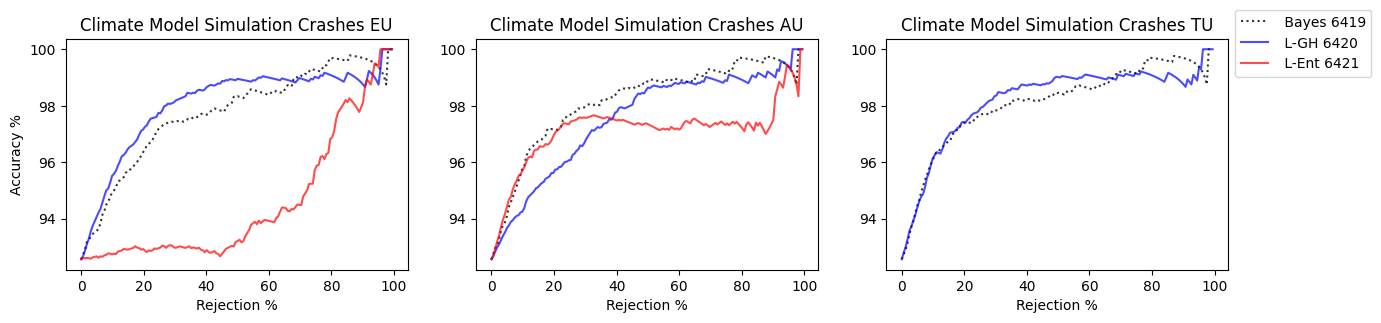 Climate Model Simulation Crashes EU
Climate Model Simulation Crashes AU
Climate Model Simulation Crashes TU
Bayes 6419
L-GH 6420
L-Ent 6421
Accuracy %
100
98
96
94
0 20 40 60 80 100
Rejection %
100
98
96
94
0 20 40 60 80 100
Rejection %
100
98
96
94
0 20 40 60 80 100
Rejection %